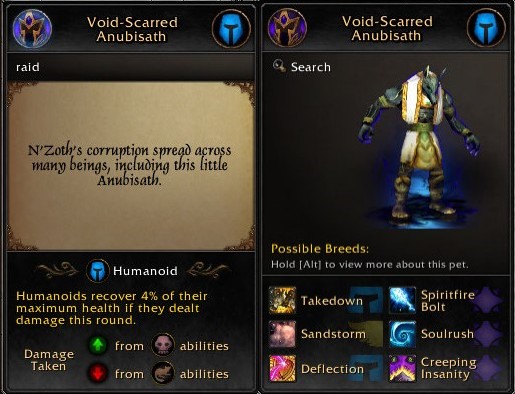 Void-Scarred
Anubisath
raid
N'Zoth's corruption spread across
many beings, including this little
Anubisath.
Humanoid
Humanoids recover 4% of their
maximum health if they dealt
damage this round.
Damage
Taken
from abilities
from abilities
Void-Scarred
Anubisath
Search
Possible Breeds:
Hold [Alt] to view more about this pet.
Takedown
Spiritfire
Bolt
Sandstorm
Soulrush
Deflection
Creeping
Insanity